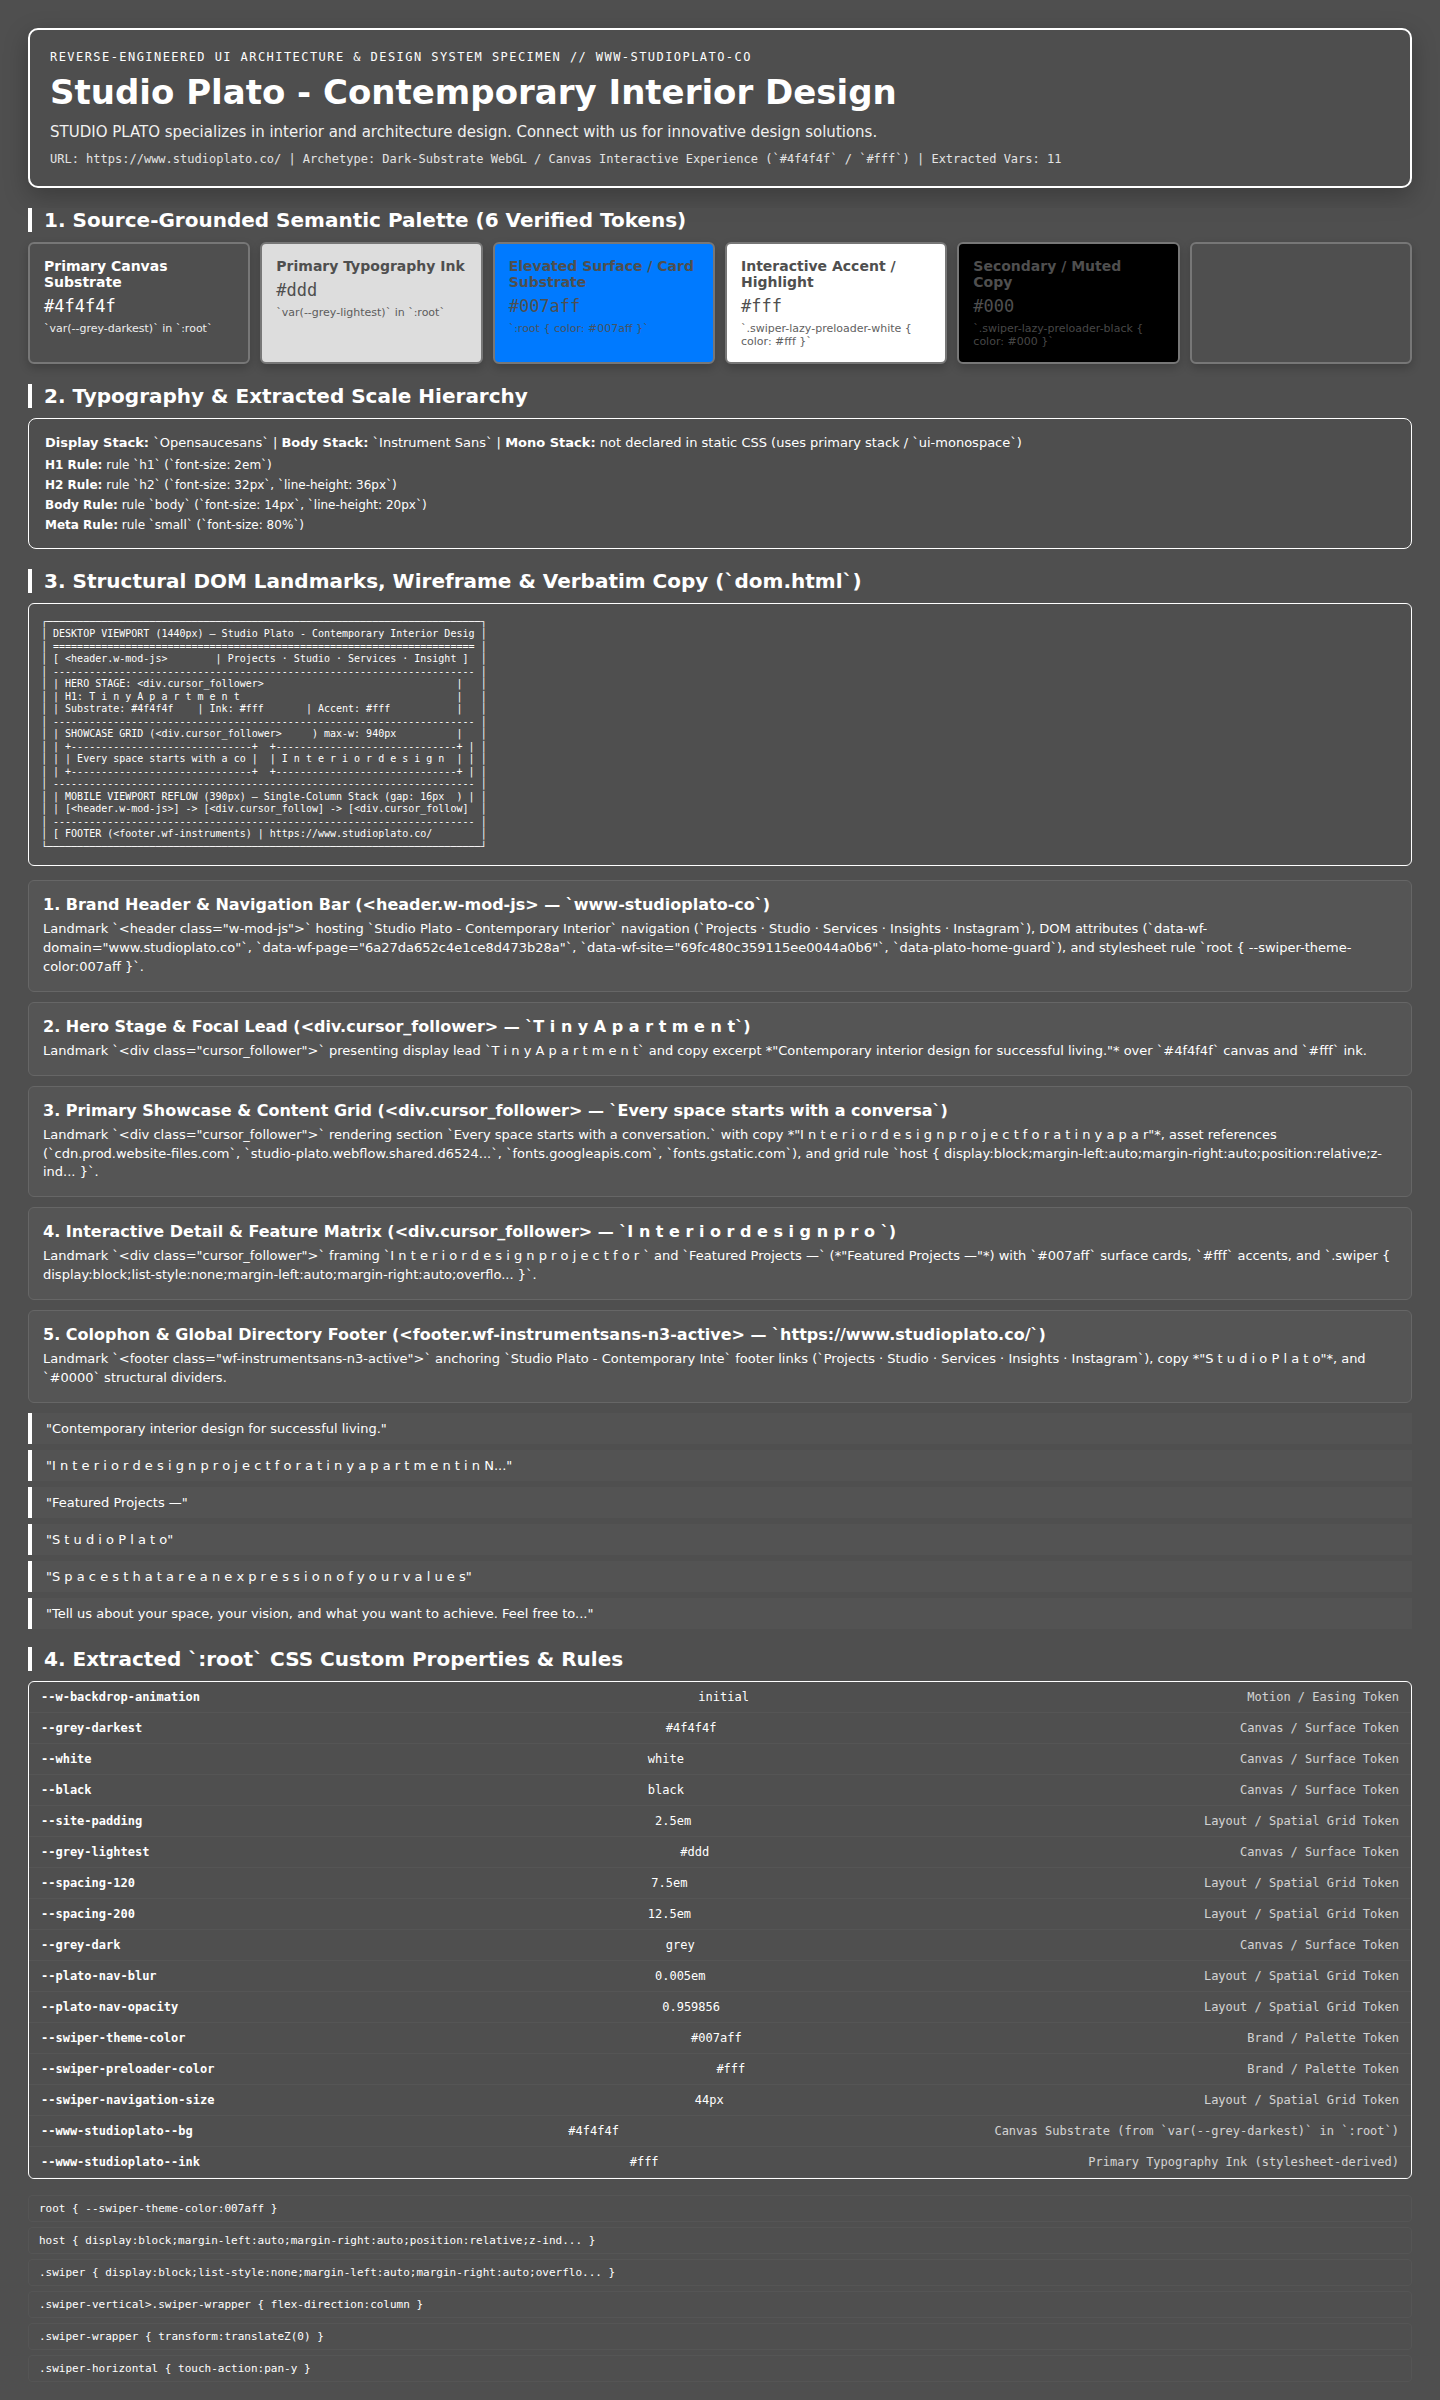 REVERSE-ENGINEERED UI ARCHITECTURE & DESIGN SYSTEM SPECIMEN // WWW-STUDIOPLATO-CO
Studio Plato - Contemporary Interior Design
STUDIO PLATO specializes in interior and architecture design. Connect with us for innovative design solutions.
URL: https://www.studioplato.co/ | Archetype: Dark-Substrate WebGL / Canvas Interactive Experience (`#4f4f4f` / `#fff`) | Extracted Vars: 11
1. Source-Grounded Semantic Palette (6 Verified Tokens)
Primary Canvas
Substrate
#4f4f4f
`var(--grey-darkest)` in `:root`
Primary Typography Ink
#ddd
`var(--grey-lightest)` in `:root`
Elevated Surface / Card
Substrate
#007aff
`:root { color: #007aff }`
Interactive Accent /
Highlight
#fff
`.swiper-lazy-preloader-white {
color: #fff }`
Secondary / Muted
Copy
#000
`.swiper-lazy-preloader-black {
color: #000 }`
2. Typography & Extracted Scale Hierarchy
Display Stack: `Opensaucesans` | Body Stack: `Instrument Sans` | Mono Stack: not declared in static CSS (uses primary stack / `ui-monospace`)
H1 Rule: rule `h1` (`font-size: 2em`)
H2 Rule: rule `h2` (`font-size: 32px`, `line-height: 36px`)
Body Rule: rule `body` (`font-size: 14px`, `line-height: 20px`)
Meta Rule: rule `small` (`font-size: 80%`)
3. Structural DOM Landmarks, Wireframe & Verbatim Copy (`dom.html`)
DESKTOP VIEWPORT (1440px) — Studio Plato - Contemporary Interior Desig
======================================================================
[ <header.w-mod-js>        | Projects · Studio · Services · Insight ]
----------------------------------------------------------------------
| HERO STAGE: <div.cursor_follower>                                |
| H1: T i n y A p a r t m e n t                                    |
| Substrate: #4f4f4f    | Ink: #fff       | Accent: #fff           |
----------------------------------------------------------------------
| SHOWCASE GRID (<div.cursor_follower>     ) max-w: 940px          |
| +------------------------------+  +------------------------------+ |
| | Every space starts with a co |  | I n t e r i o r d e s i g n  | |
| +------------------------------+  +------------------------------+ |
----------------------------------------------------------------------
| MOBILE VIEWPORT REFLOW (390px) — Single-Column Stack (gap: 16px  ) |
| [<header.w-mod-js>] -> [<div.cursor_follow] -> [<div.cursor_follow]
----------------------------------------------------------------------
[ FOOTER (<footer.wf-instruments) | https://www.studioplato.co/
1. Brand Header & Navigation Bar (<header.w-mod-js> — `www-studioplato-co`)
Landmark `<header class="w-mod-js">` hosting `Studio Plato - Contemporary Interior` navigation (`Projects · Studio · Services · Insights · Instagram`), DOM attributes (`data-wf-
domain="www.studioplato.co"`, `data-wf-page="6a27da652c4e1ce8d473b28a"`, `data-wf-site="69fc480c359115ee0044a0b6"`, `data-plato-home-guard`), and stylesheet rule `root { --swiper-theme-
color:007aff }`.
2. Hero Stage & Focal Lead (<div.cursor_follower> — `T i n y A p a r t m e n t`)
Landmark `<div class="cursor_follower">` presenting display lead `T i n y A p a r t m e n t` and copy excerpt *"Contemporary interior design for successful living."* over `#4f4f4f` canvas and `#fff` ink.
3. Primary Showcase & Content Grid (<div.cursor_follower> — `Every space starts with a conversa`)
Landmark `<div class="cursor_follower">` rendering section `Every space starts with a conversation.` with copy *"I n t e r i o r d e s i g n p r o j e c t f o r a t i n y a p a r"*, asset references
(`cdn.prod.website-files.com`, `studio-plato.webflow.shared.d6524...`, `fonts.googleapis.com`, `fonts.gstatic.com`), and grid rule `host { display:block;margin-left:auto;margin-right:auto;position:relative;z-
ind... }`.
4. Interactive Detail & Feature Matrix (<div.cursor_follower> — `I n t e r i o r d e s i g n p r o `)
Landmark `<div class="cursor_follower">` framing `I n t e r i o r d e s i g n p r o j e c t f o r ` and `Featured Projects —` (*"Featured Projects —"*) with `#007aff` surface cards, `#fff` accents, and `.swiper {
display:block;list-style:none;margin-left:auto;margin-right:auto;overflo... }`.
5. Colophon & Global Directory Footer (<footer.wf-instrumentsans-n3-active> — `https://www.studioplato.co/`)
Landmark `<footer class="wf-instrumentsans-n3-active">` anchoring `Studio Plato - Contemporary Inte` footer links (`Projects · Studio · Services · Insights · Instagram`), copy *"S t u d i o P l a t o"*, and
`#0000` structural dividers.
"Contemporary interior design for successful living."
"I n t e r i o r d e s i g n p r o j e c t f o r a t i n y a p a r t m e n t i n N..."
"Featured Projects —"
"S t u d i o P l a t o"
"S p a c e s t h a t a r e a n e x p r e s s i o n o f y o u r v a l u e s"
"Tell us about your space, your vision, and what you want to achieve. Feel free to..."
4. Extracted `:root` CSS Custom Properties & Rules
--w-backdrop-animation initial Motion / Easing Token
--grey-darkest #4f4f4f Canvas / Surface Token
--white white Canvas / Surface Token
--black black Canvas / Surface Token
--site-padding 2.5em Layout / Spatial Grid Token
--grey-lightest #ddd Canvas / Surface Token
--spacing-120 7.5em Layout / Spatial Grid Token
--spacing-200 12.5em Layout / Spatial Grid Token
--grey-dark grey Canvas / Surface Token
--plato-nav-blur 0.005em Layout / Spatial Grid Token
--plato-nav-opacity 0.959856 Layout / Spatial Grid Token
--swiper-theme-color #007aff Brand / Palette Token
--swiper-preloader-color #fff Brand / Palette Token
--swiper-navigation-size 44px Layout / Spatial Grid Token
--www-studioplato--bg #4f4f4f Canvas Substrate (from `var(--grey-darkest)` in `:root`)
--www-studioplato--ink #fff Primary Typography Ink (stylesheet-derived)
root { --swiper-theme-color:007aff }
host { display:block;margin-left:auto;margin-right:auto;position:relative;z-ind... }
.swiper { display:block;list-style:none;margin-left:auto;margin-right:auto;overflo... }
.swiper-vertical>.swiper-wrapper { flex-direction:column }
.swiper-wrapper { transform:translateZ(0) }
.swiper-horizontal { touch-action:pan-y }